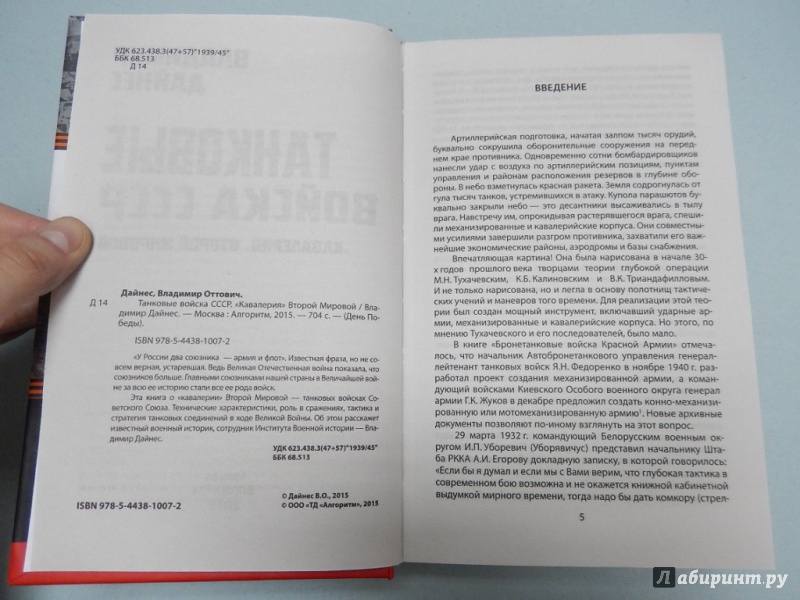 УДК 623.438.3(47+57)"1939/45"
ББК 68.513
Д 14
Дайнес, Владимир Оттович.
Д 14 Танковые войска СССР. «Кавалерия» Второй Мировой / Вла-
димир Дайнес. — Москва : Алгоритм, 2015. — 704 с. — (День По-
беды).
ISBN 978-5-4438-1007-2
«У России два союзника — армия и флот». Известная фраза, но не со-
всем верная, устаревшая. Ведь Великая Отечественная война показала, что
союзников больше. Главными союзниками нашей страны в Величайшей вой-
не за всю ее историю стали все ее рода войск.
Эта книга о «кавалерии» Второй Мировой — танковых войсках Со-
ветского Союза. Технические характеристики, роль в сражениях, тактика и
стратегия танковых соединений в ходе Великой Войны. Об этом расскажет
известный военный историк, сотрудник Института Военной истории — Вла-
димир Дайнес.
УДК 623.438.3(47+57)"1939/45"
ББК 68.513
© Дайнес В.О., 2015
ISBN 978-5-4438-1007-2 © ООО «ТД «Алгоритм», 2015
ВВЕДЕНИЕ
Артиллерийская подготовка, начатая залпом тысяч орудий,
буквально сокрушила оборонительные сооружения на перед-
нем крае противника. Одновременно сотни бомбардировщиков
нанесли удар с воздуха по артиллерийским позициям, пунктам
управления и районам расположения резервов в глубине обо-
роны. В небо взметнулась красная ракета. Земля содрогнулась от
гула тысяч танков, устремившихся в атаку. Купола парашютов бу-
квально закрыли небо — это десантники высаживались в тылу
врага. Навстречу им, опрокидывая растерявшегося врага, спеши-
ли механизированные и кавалерийские корпуса. Они совместны-
ми усилиями завершили разгром противника, захватили его важ-
нейшие экономические районы, аэродромы и базы снабжения.
Впечатляющая картина! Она была нарисована в начале 30-
х годов прошлого века творцами теории глубокой операции
М.Н. Тухачевским, К.Б. Калиновским и В.К. Триандафилловым.
И не только нарисована, но и легла в основу полотнищ тактиче-
ских учений и маневров того времени. Для реализации этой тео-
рии был создан мощный инструмент, включавший ударные ар-
мии, механизированные и кавалерийские корпуса. Но этого, по
мнению Тухачевского и его последователей, было мало.
В книге «Бронетанковые войска Красной Армии» отмеча-
лось, что начальник Автобронетанкового управления генерал-
лейтенант танковых войск Я.Н. Федоренко в ноябре 1940 г. раз-
работал проект создания механизированной армии, а коман-
дующий войсками Киевского Особого военного округа генерал
армии Г.К. Жуков в декабре предложил создать конно-механизи-
рованную или мотомеханизированную армию¹. Новые архивные
документы позволяют по-иному взглянуть на этот вопрос.
29 марта 1932 г. командующий Белорусским военным ок-
ругом И.П. Уборевич (Уборявичус) представил начальнику Шта-
ба РККА А.И. Егорову докладную записку, в которой говорилось:
«Если бы я думал и если мы с Вами верим, что глубокая тактика в
современном бою возможна и не окажется книжной кабинетной
выдумкой мирного времени, тогда надо бы дать комкору (стрел-
5
Лабиринт.ру